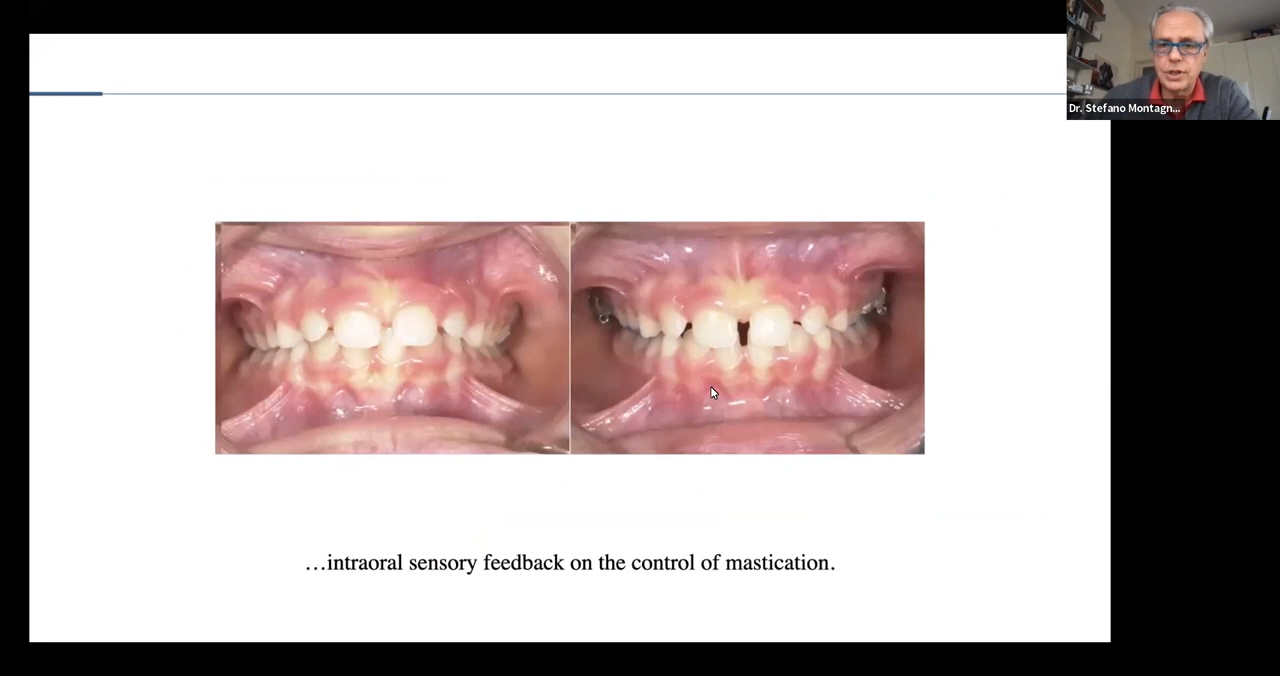 Dr. Stefano Montagn...
…intraoral sensory feedback on the control of mastication.